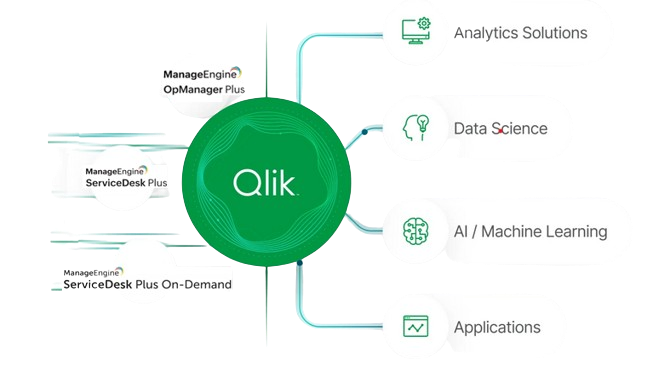 ManageEngine
OpManager Plus
ManageEngine
ServiceDesk Plus
ManageEngine
ServiceDesk Plus On-Demand
Qlik
Analytics Solutions
Data Science
AI / Machine Learning
Applications